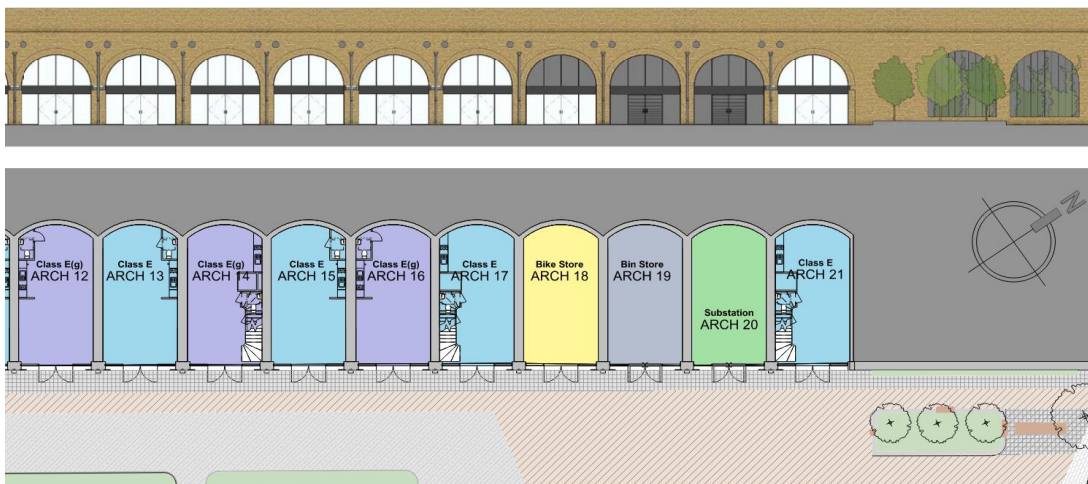 N
Class E(g)
ARCH 12
Class E
ARCH 13
Class E(g)
ARCH 14
Class E
ARCH 15
Class E(g)
ARCH 16
Class E
ARCH 17
Bike Store
ARCH 18
Bin Store
ARCH 19
Substation
ARCH 20
Class E
ARCH 21